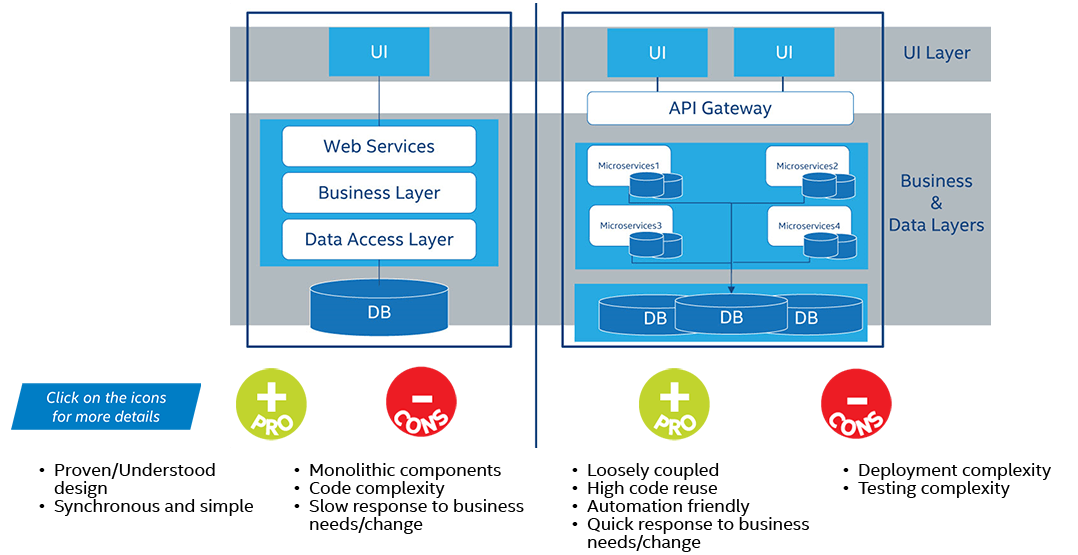 UI
UI
UI
UI Layer
API Gateway
Web Services
Business Layer
Data Access Layer
DB
Microservices1
Microservices2
Microservices3
Microservices4
DB
DB
DB
Business
&
Data Layers
Click on the icons
for more details
+
PRO
-
CONS
+
PRO
-
CONS
• Proven/Understood
design
• Synchronous and simple
• Monolithic components
• Code complexity
• Slow response to business
needs/change
• Loosely coupled
• High code reuse
• Automation friendly
• Quick response to business
needs/change
• Deployment complexity
• Testing complexity